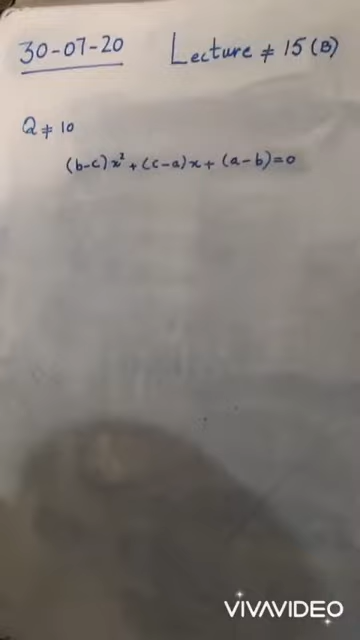 30-07-20 Lecture # 15 (B)
Q # 10
(b-c)x² + (c-a)x + (a-b)=0
VIVAVIDEO